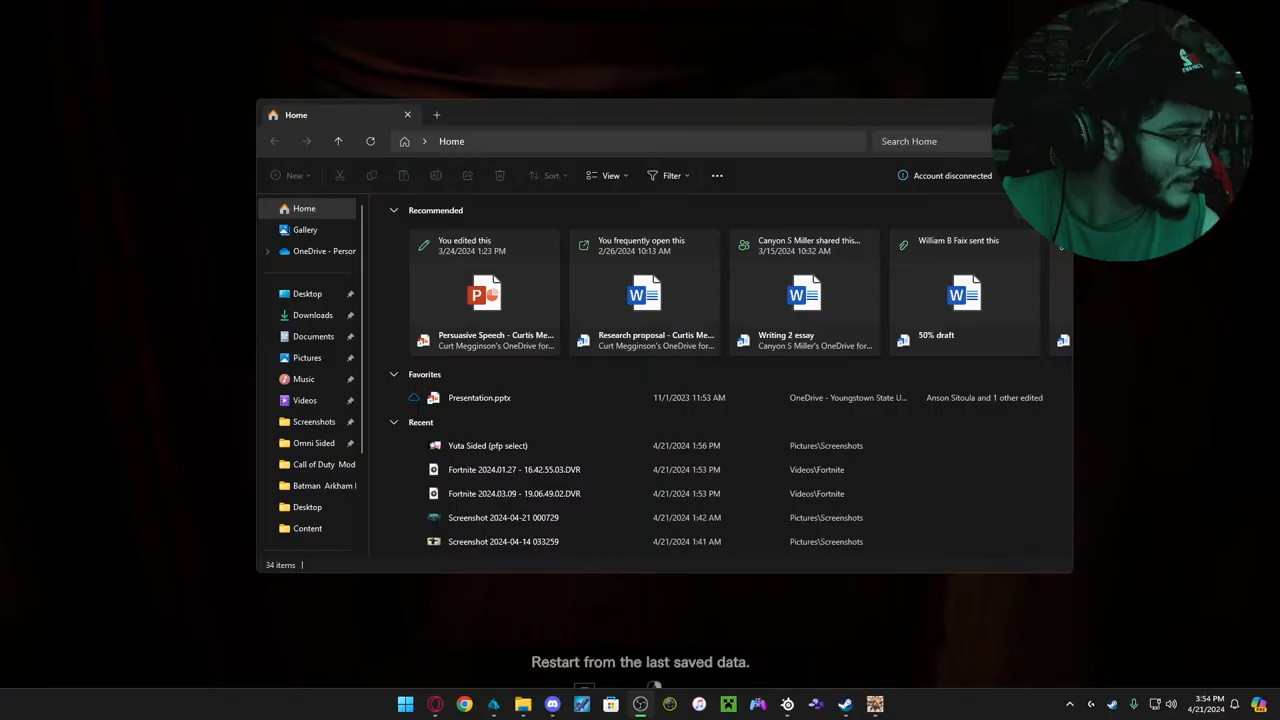 Home
Home
Search Home
New
Sort
View
Filter
Account disconnected
Home
Gallery
OneDrive - Persor
Desktop
Downloads
Documents
Pictures
Music
Videos
Screenshots
Omni Sided
Call of Duty Mod
Batman Arkham I
Desktop
Content
Recommended
You edited this
3/24/2024 1:23 PM
Persuasive Speech - Curtis Me...
Curt Megginson's OneDrive for...
You frequently open this
2/26/2024 10:13 AM
Research proposal - Curtis Me...
Curt Megginson's OneDrive for...
Canyon S Miller shared this...
3/15/2024 10:32 AM
Writing 2 essay
Canyon S Miller's OneDrive for...
William B Faix sent this
50% draft
Favorites
Presentation.pptx 11/1/2023 11:53 AM OneDrive - Youngstown State U... Anson Sitoula and 1 other edited
Recent
Yuta Sided (pfp select) 4/21/2024 1:56 PM Pictures\Screenshots
Fortnite 2024.01.27 - 16.42.55.03.DVR 4/21/2024 1:53 PM Videos\Fortnite
Fortnite 2024.03.09 - 19.06.49.02.DVR 4/21/2024 1:53 PM Videos\Fortnite
Screenshot 2024-04-21 000729 4/21/2024 1:42 AM Pictures\Screenshots
Screenshot 2024-04-14 033259 4/21/2024 1:41 AM Pictures\Screenshots
34 items
Restart from the last saved data.
3:54 PM
4/21/2024